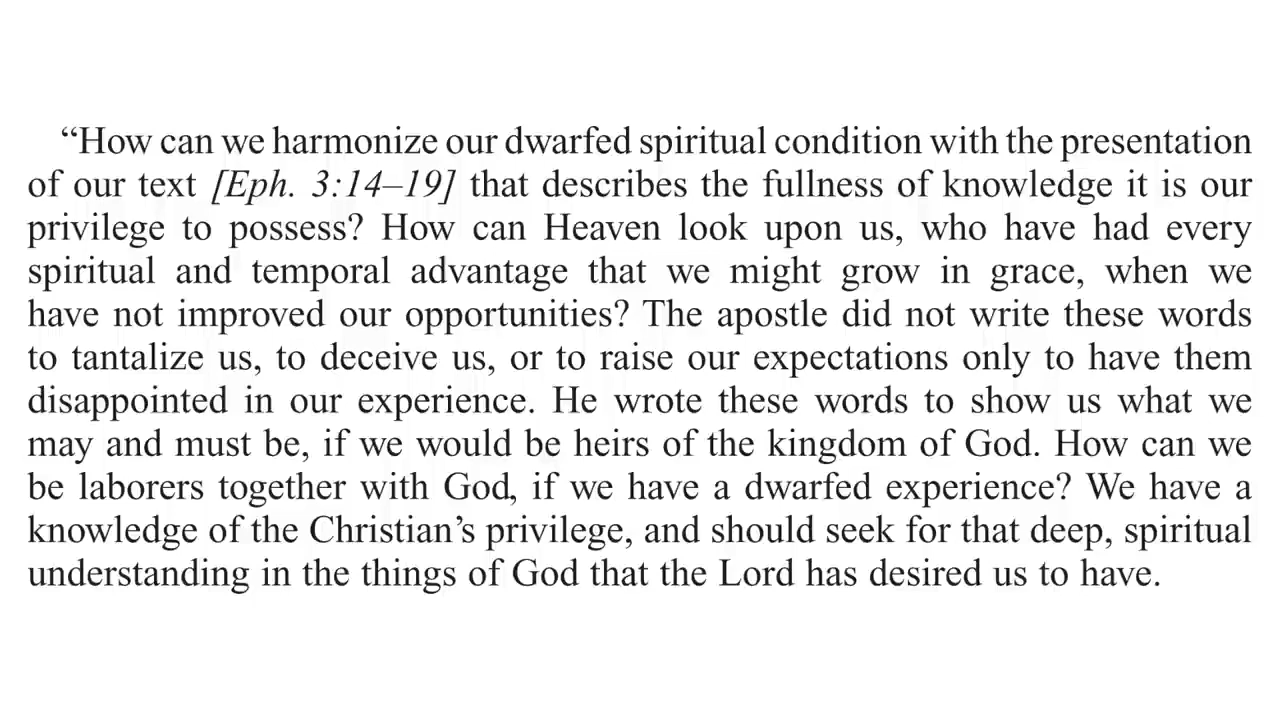 “How can we harmonize our dwarfed spiritual condition with the presentation
of our text [Eph. 3:14–19] that describes the fullness of knowledge it is our
privilege to possess? How can Heaven look upon us, who have had every
spiritual and temporal advantage that we might grow in grace, when we
have not improved our opportunities? The apostle did not write these words
to tantalize us, to deceive us, or to raise our expectations only to have them
disappointed in our experience. He wrote these words to show us what we
may and must be, if we would be heirs of the kingdom of God. How can we
be laborers together with God, if we have a dwarfed experience? We have a
knowledge of the Christian’s privilege, and should seek for that deep, spiritual
understanding in the things of God that the Lord has desired us to have.